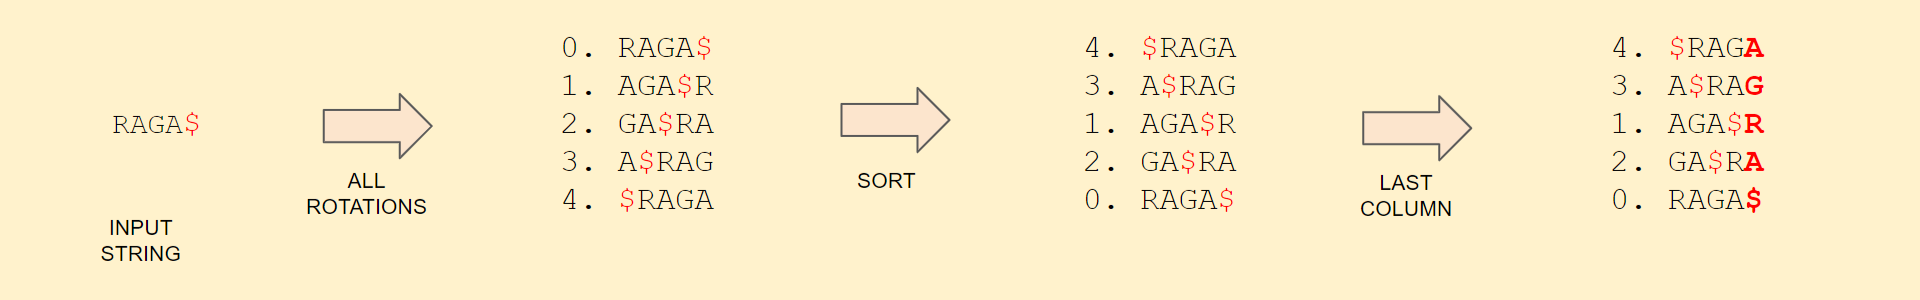 RAGA$
INPUT
STRING
ALL
ROTATIONS
0. RAGA$
1. AGA$R
2. GA$RA
3. A$RAG
4. $RAGA
SORT
4. $RAGA
3. A$RAG
1. AGA$R
2. GA$RA
0. RAGA$
LAST
COLUMN
4. $RAGA
3. A$RAG
1. AGA$R
2. GA$RA
0. RAGA$